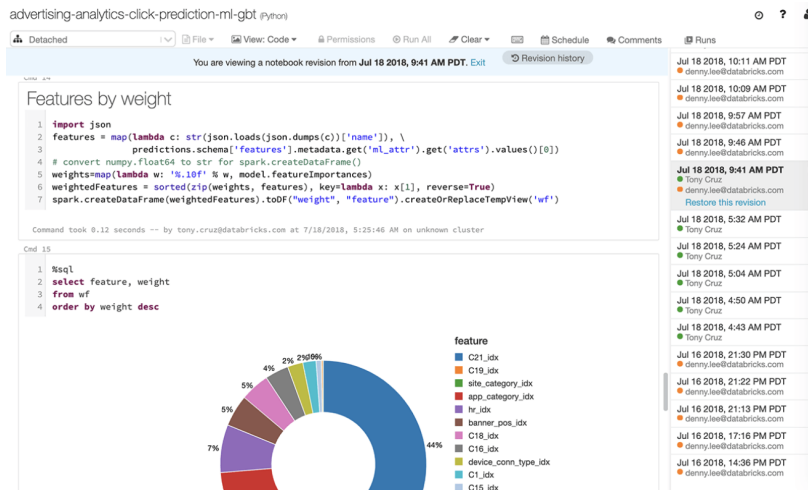 advertising-analytics-click-prediction-ml-gbt (Python)
Detached File View: Code Permissions Run All Clear Schedule Comments Runs
You are viewing a notebook revision from Jul 18 2018, 9:41 AM PDT. Exit
Revision history
Cmd 14
Features by weight
1 import json
2 features = map(lambda c: str(json.loads(json.dumps(c))['name']), \
3 predictions.schema['features'].metadata.get('ml_attr').get('attrs').values()[0])
4 # convert numpy.float64 to str for spark.createDataFrame()
5 weights=map(lambda w: '%.10f' % w, model.featureImportances)
6 weightedFeatures = sorted(zip(weights, features), key=lambda x: x[1], reverse=True)
7 spark.createDataFrame(weightedFeatures).toDF("weight", "feature").createOrReplaceTempView('wf')
Command took 0.12 seconds -- by tony.cruz@databricks.com at 7/18/2018, 5:25:46 AM on unknown cluster
Cmd 15
1 %sql
2 select feature, weight
3 from wf
4 order by weight desc
44%
7%
5%
5%
4%
2%
2%
feature
C21_idx
C19_idx
site_category_idx
app_category_idx
hr_idx
banner_pos_idx
C18_idx
C16_idx
device_conn_type_idx
C1_idx
C15_idx
Jul 18 2018, 10:11 AM PDT
denny.lee@databricks.com
Jul 18 2018, 10:09 AM PDT
denny.lee@databricks.com
Jul 18 2018, 9:57 AM PDT
denny.lee@databricks.com
Jul 18 2018, 9:46 AM PDT
denny.lee@databricks.com
Jul 18 2018, 9:41 AM PDT
Tony Cruz
denny.lee@databricks.com
Restore this revision
Jul 18 2018, 5:32 AM PDT
Tony Cruz
Jul 18 2018, 5:24 AM PDT
Tony Cruz
Jul 18 2018, 5:04 AM PDT
Tony Cruz
Jul 18 2018, 4:50 AM PDT
Tony Cruz
Jul 18 2018, 4:43 AM PDT
Tony Cruz
Jul 16 2018, 21:30 PM PDT
denny.lee@databricks.com
Jul 16 2018, 21:22 PM PDT
denny.lee@databricks.com
Jul 16 2018, 21:13 PM PDT
denny.lee@databricks.com
Jul 16 2018, 17:16 PM PDT
denny.lee@databricks.com
Jul 16 2018, 14:36 PM PDT
denny.lee@databricks.com